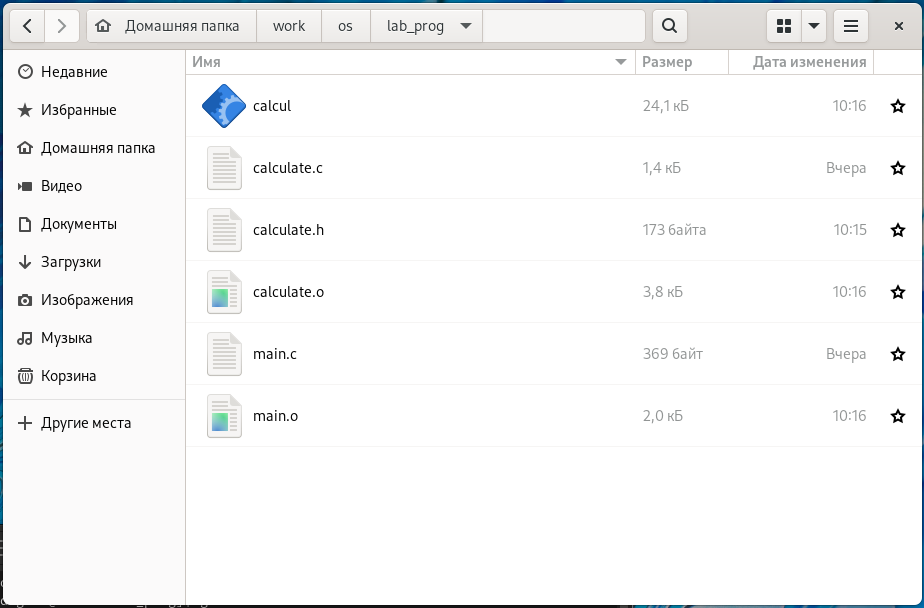 Домашняя папка work os lab_prog
Имя Размер Дата изменения
Недавние
Избранные
Домашняя папка
Видео
Документы
Загрузки
Изображения
Музыка
Корзина
Другие места
calcul 24,1 кБ 10:16
calculate.c 1,4 кБ Вчера
calculate.h 173 байта 10:15
calculate.o 3,8 кБ 10:16
main.c 369 байт Вчера
main.o 2,0 кБ 10:16